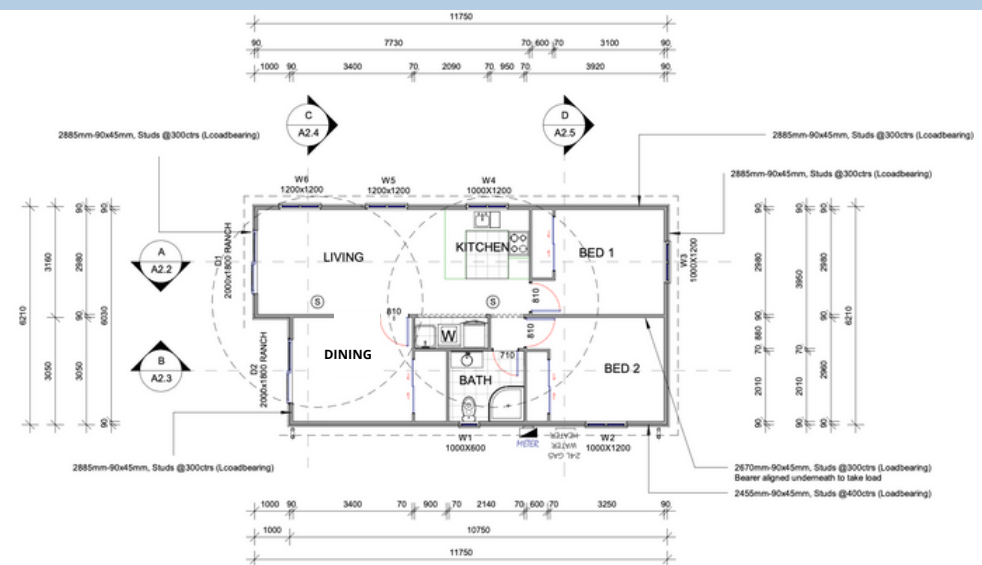 11750
90 7730 70 600 70 3100 90
1000 90 3400 70 2090 70 950 70 3920 90
C
A2.4
D
A2.5
2885mm-90x45mm, Studs @300ctrs (Lcoadbearing)
2885mm-90x45mm, Studs @300ctrs (Lcoadbearing)
2885mm-90x45mm, Studs @300ctrs (Lcoadbearing)
W6
1200x1200
W5
1200x1200
W4
1000X1200
6210
3160
3050
90
2980
90
3050
90
6030
90
A
A2.2
B
A2.3
D1
2000x1800 RANCH
D2
2000x1800 RANCH
LIVING
KITCHEN
BED 1
S
S
810
810
810
710
W
DINING
BATH
BED 2
W3
1000X1200
90
2980
90
880
70
2010
90
90
3950
70
2010
90
90
2980
90
2960
90
6210
W1
1000X600
METER
24L GAS
WATER
HEATER
W2
1000X1200
2885mm-90x45mm, Studs @300ctrs (Lcoadbearing)
2670mm-90x45mm, Studs @300ctrs (Loadbearing)
Bearer aligned underneath to take load
2455mm-90x45mm, Studs @400ctrs (Loadbearing)
1000 90 3400 70 900 70 2140 70 600 70 3250 90
1000 10750
11750